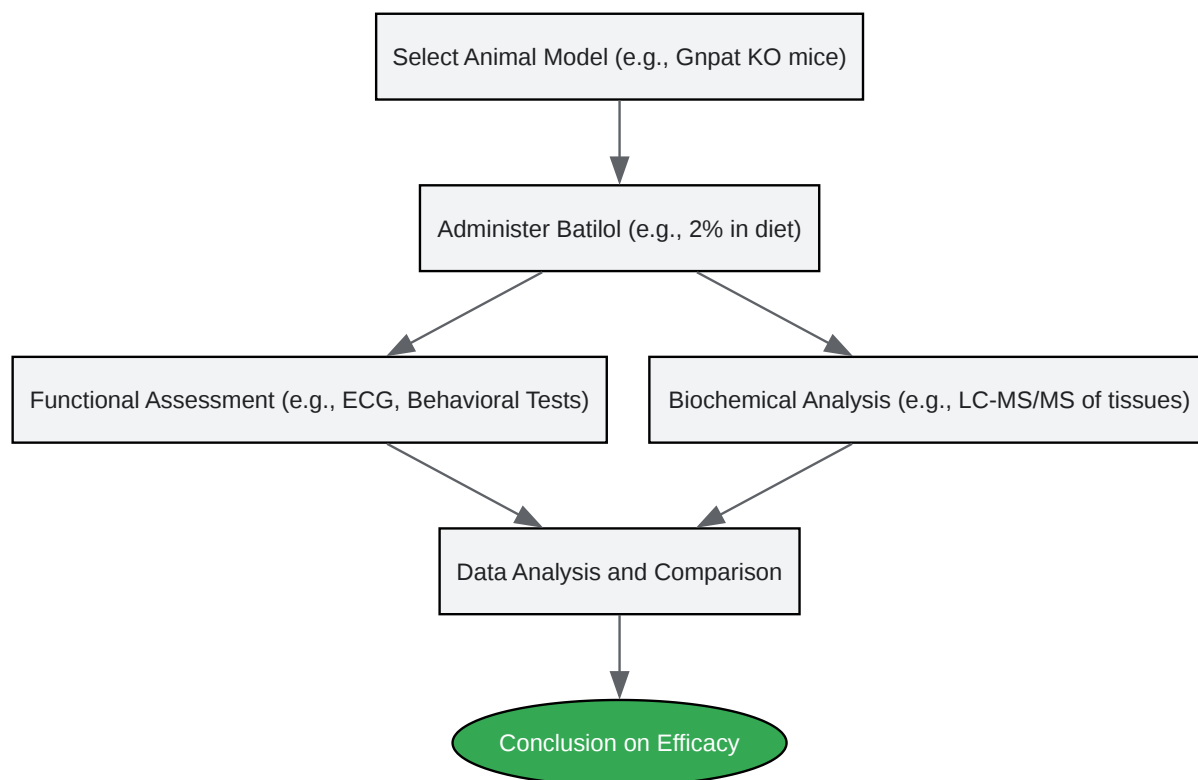 Select Animal Model (e.g., Gnpat KO mice)
Administer Batilol (e.g., 2% in diet)
Functional Assessment (e.g., ECG, Behavioral Tests)
Biochemical Analysis (e.g., LC-MS/MS of tissues)
Data Analysis and Comparison
Conclusion on Efficacy